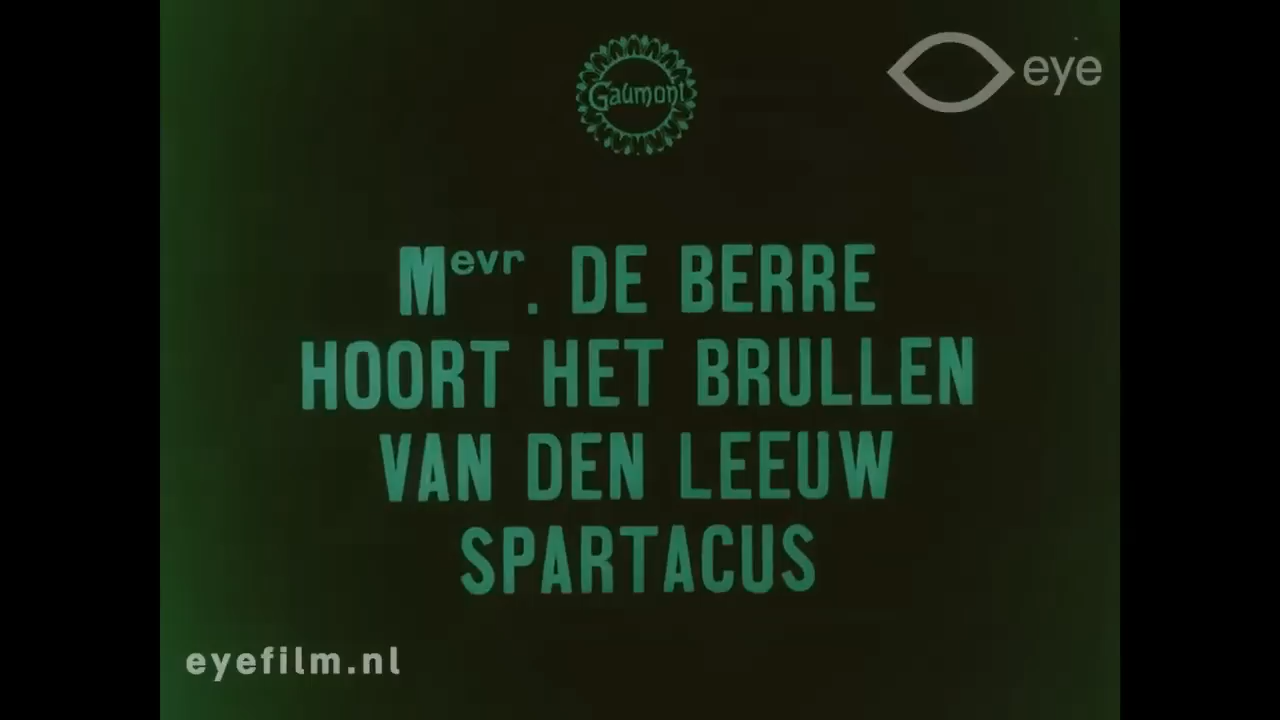 Gaumont
eye
Mevr. DE BERRE
HOORT HET BRULLEN
VAN DEN LEEUW
SPARTACUS
eyefilm.nl